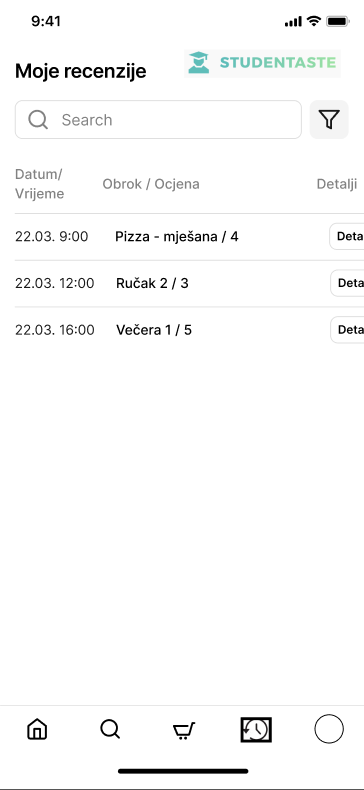 9:41
Moje recenzije
STUDENTASTE
Search
Datum/
Vrijeme
Obrok / Ocjena
Detalji
22.03. 9:00 Pizza - mješana / 4 Deta
22.03. 12:00 Ručak 2 / 3 Deta
22.03. 16:00 Večera 1 / 5 Deta